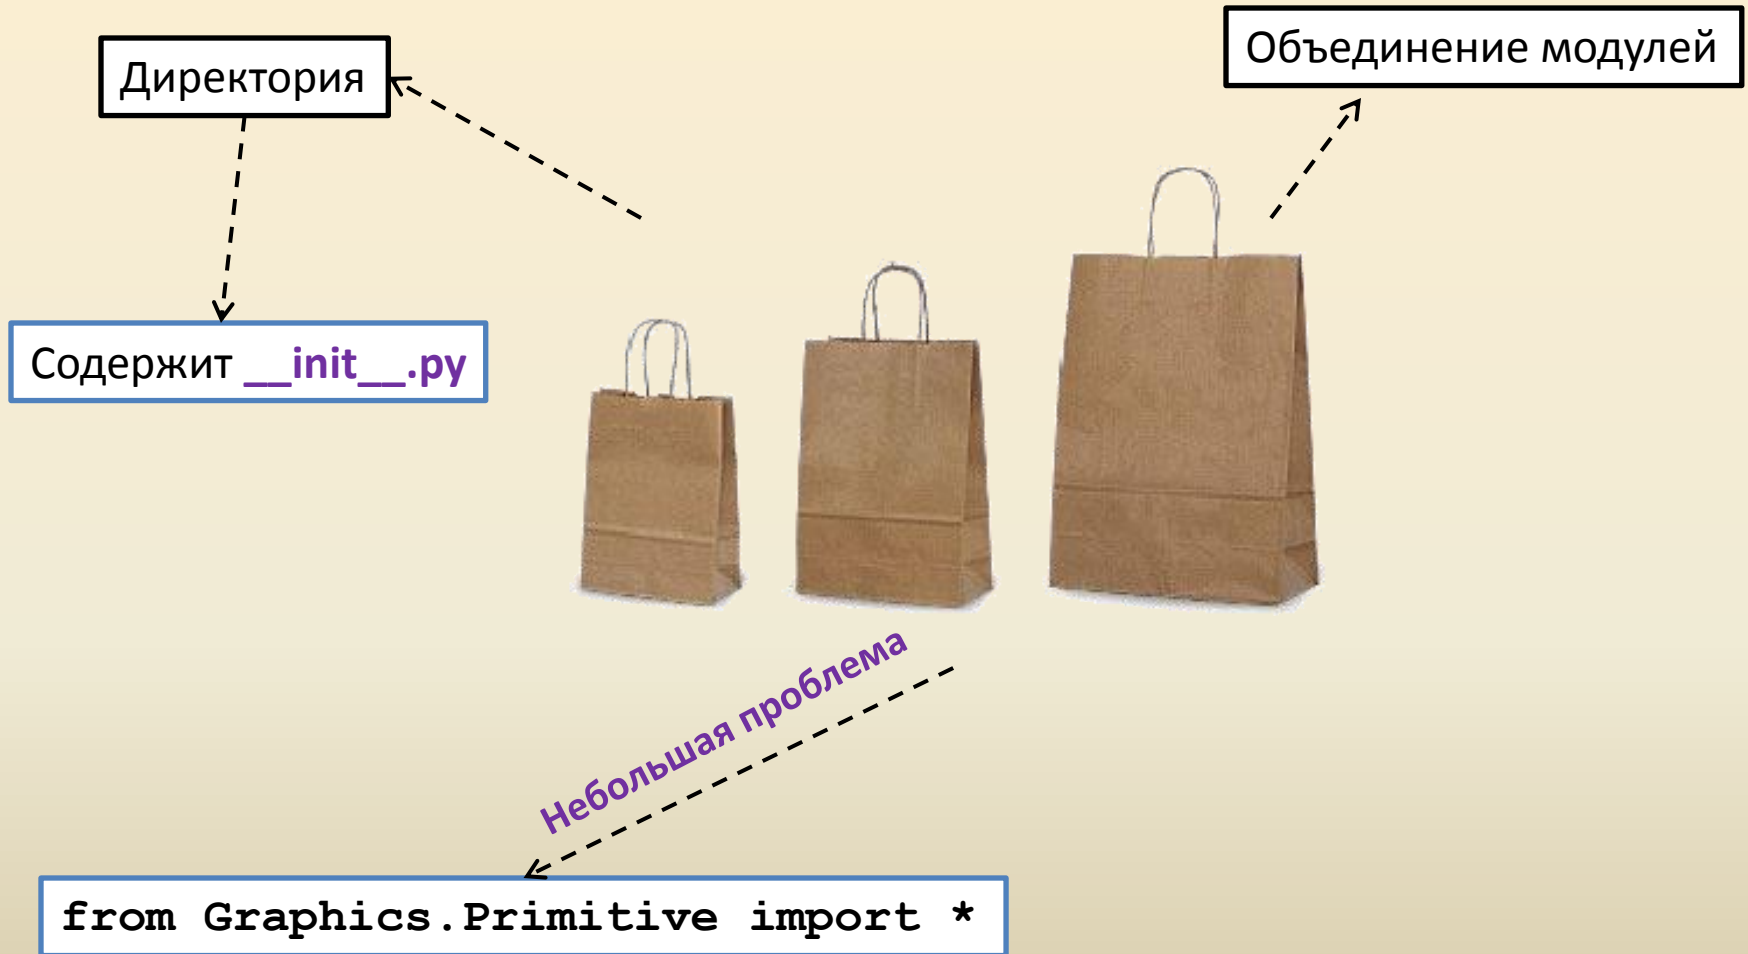 Директория
Объединение модулей
Содержит __init__.py
Небольшая проблема
from Graphics.Primitive import *